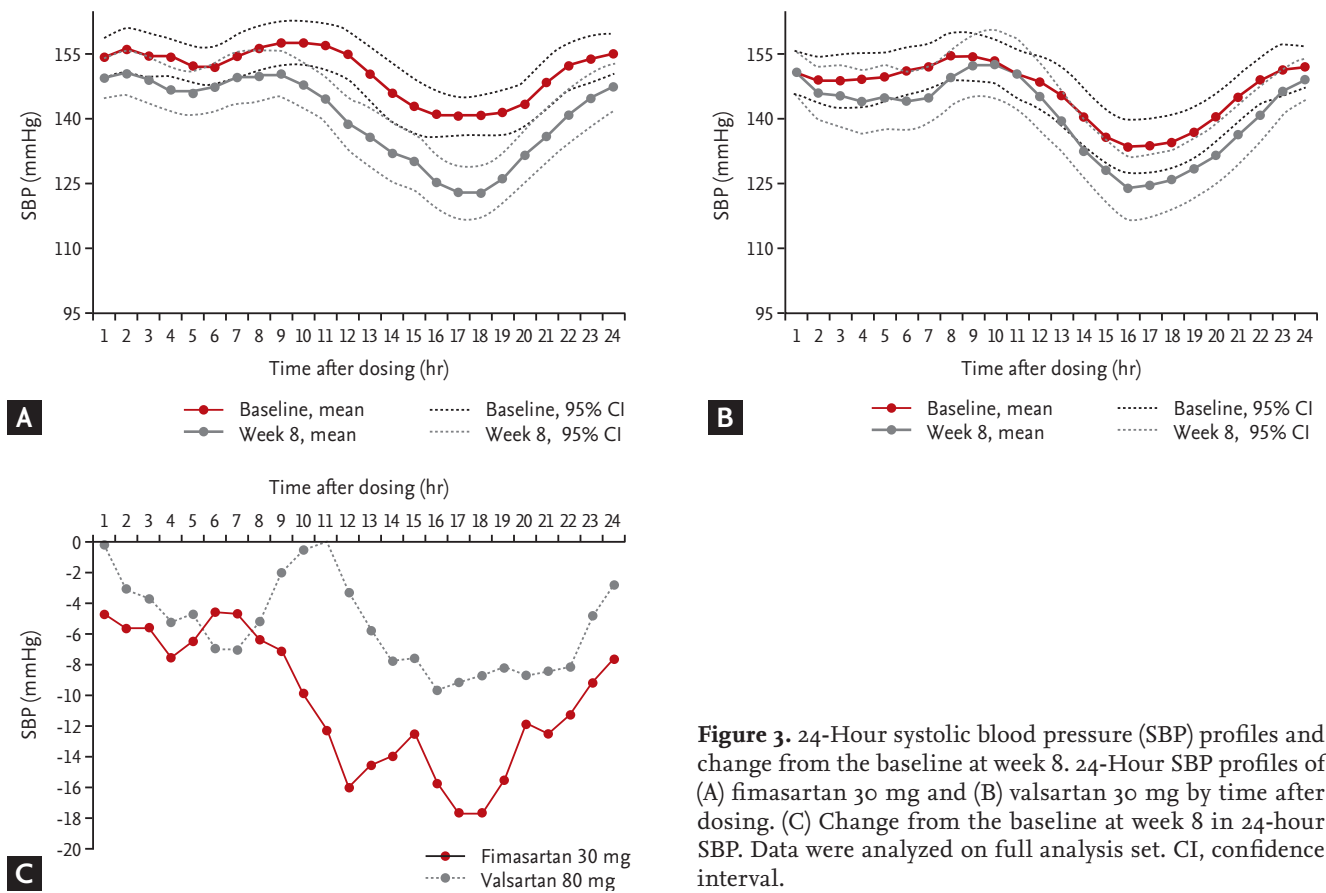 155
140
125
110
95
SBP (mmHg)
1 2 3 4 5 6 7 8 9 10 11 12 13 14 15 16 17 18 19 20 21 22 23 24
Time after dosing (hr)
A
Baseline, mean
Baseline, 95% CI
Week 8, mean
Week 8, 95% CI
155
140
125
110
95
SBP (mmHg)
1 2 3 4 5 6 7 8 9 10 11 12 13 14 15 16 17 18 19 20 21 22 23 24
Time after dosing (hr)
B
Baseline, mean
Baseline, 95% CI
Week 8, mean
Week 8, 95% CI
Time after dosing (hr)
1 2 3 4 5 6 7 8 9 10 11 12 13 14 15 16 17 18 19 20 21 22 23 24
0
-2
-4
-6
-8
-10
-12
-14
-16
-18
-20
SBP (mmHg)
C
Fimasartan 30 mg
Valsartan 80 mg
Figure 3. 24-Hour systolic blood pressure (SBP) profiles and
change from the baseline at week 8. 24-Hour SBP profiles of
(A) fimasartan 30 mg and (B) valsartan 30 mg by time after
dosing. (C) Change from the baseline at week 8 in 24-hour
SBP. Data were analyzed on full analysis set. CI, confidence
interval.